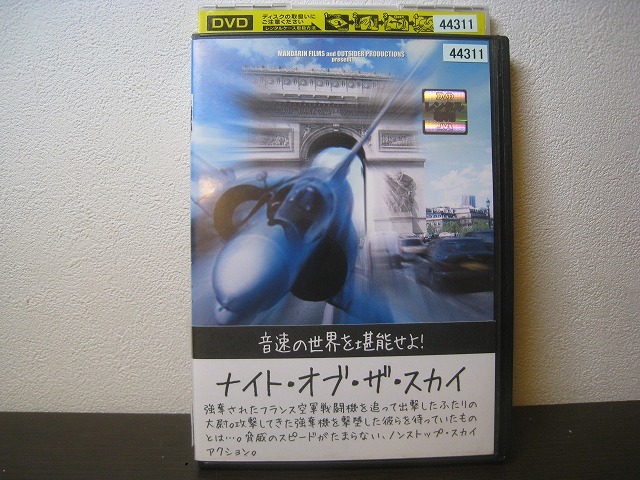 DVD
ディスクの取扱いに
ご注意ください
44311
MANDARIN FILMS and OUTSIDER PRODUCTIONS
present
44311
DVD
レンタル
音速の世界を堪能せよ!
ナイト・オブ・ザ・スカイ
強奪されたフランス空軍戦闘機を追って出撃したふたりの
大尉。攻撃してきた強奪機を撃墜した彼らを待っていたもの
とは…。脅威のスピードがたまらない、ノンストップ・スカイ
アクション。